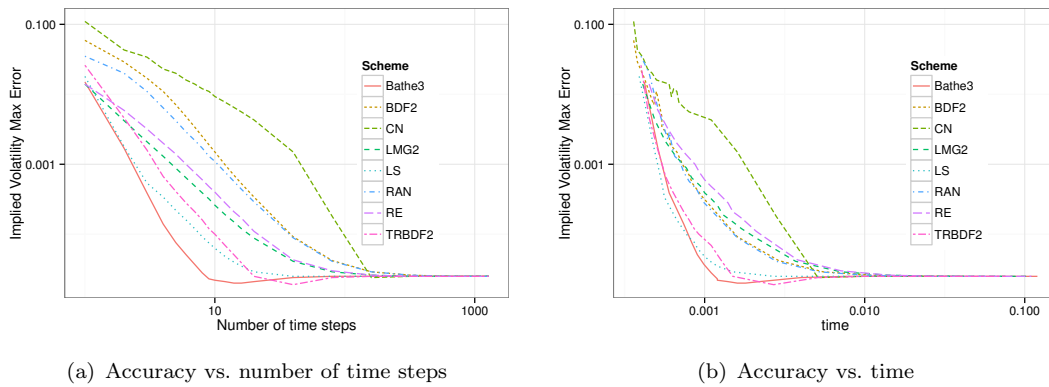 0.100
0.001
Implied Volatility Max Error
10
1000
Number of time steps
Scheme
Bathe3
BDF2
CN
LMG2
LS
RAN
RE
TRBDF2
(a) Accuracy vs. number of time steps
0.100
0.001
Implied Volatility Max Error
0.001
0.010
0.100
time
Scheme
Bathe3
BDF2
CN
LMG2
LS
RAN
RE
TRBDF2
(b) Accuracy vs. time